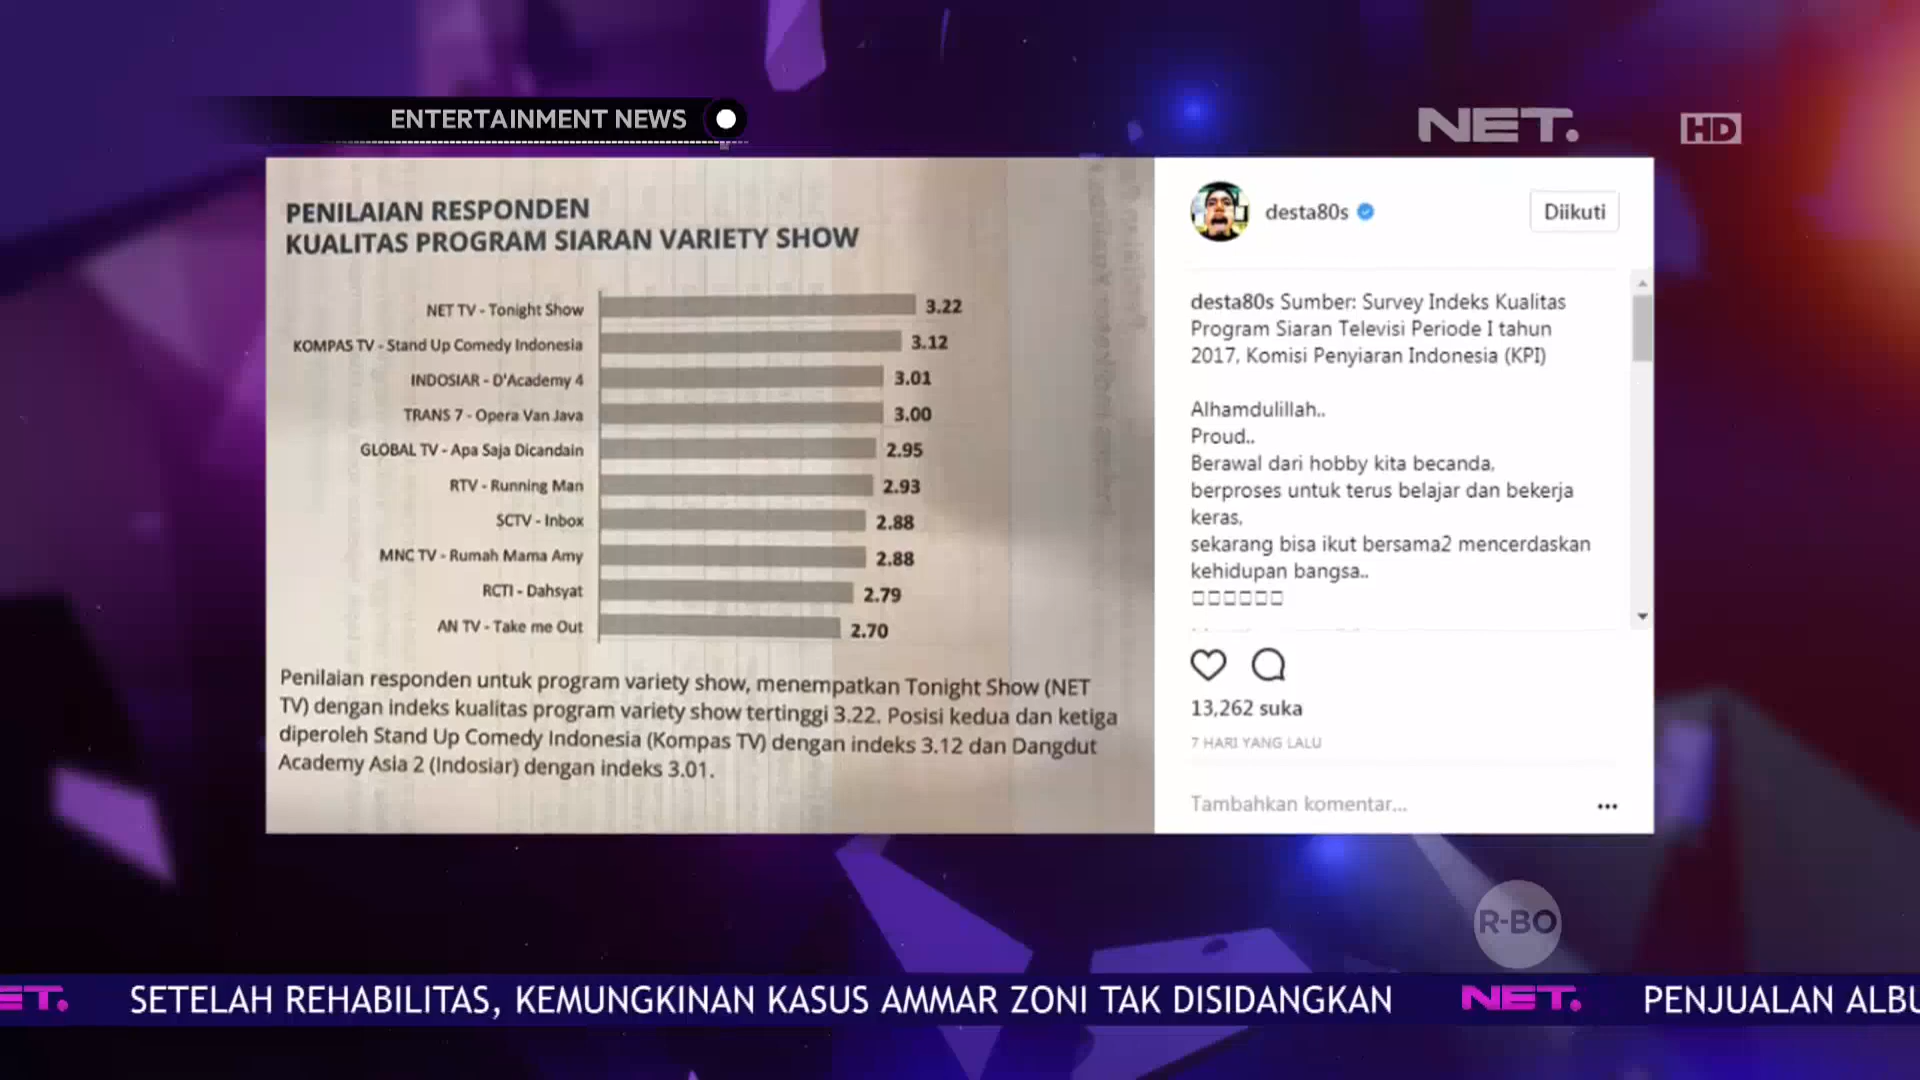 ENTERTAINMENT NEWS
NET.
HD
PENILAIAN RESPONDEN
KUALITAS PROGRAM SIARAN VARIETY SHOW
NET TV - Tonight Show 3.22
KOMPAS TV - Stand Up Comedy Indonesia 3.12
INDOSIAR - D'Academy 4 3.01
TRANS 7 - Opera Van Java 3.00
GLOBAL TV - Apa Saja Dicandain 2.95
RTV - Running Man 2.93
SCTV - Inbox 2.88
MNC TV - Rumah Mama Amy 2.88
RCTI - Dahsyat 2.79
AN TV - Take me Out 2.70
Penilaian responden untuk program variety show, menempatkan Tonight Show (NET
TV) dengan indeks kualitas program variety show tertinggi 3.22. Posisi kedua dan ketiga
diperoleh Stand Up Comedy Indonesia (Kompas TV) dengan indeks 3.12 dan Dangdut
Academy Asia 2 (Indosiar) dengan indeks 3.01.
desta80s
Diikuti
desta80s Sumber: Survey Indeks Kualitas
Program Siaran Televisi Periode I tahun
2017, Komisi Penyiaran Indonesia (KPI)
Alhamdulillah..
Proud..
Berawal dari hobby kita becanda,
berproses untuk terus belajar dan bekerja
keras,
sekarang bisa ikut bersama2 mencerdaskan
kehidupan bangsa..
13,262 suka
7 HARI YANG LALU
Tambahkan komentar...
R-BO
ET. SETELAH REHABILITAS, KEMUNGKINAN KASUS AMMAR ZONI TAK DISIDANGKAN NET. PENJUALAN ALBU